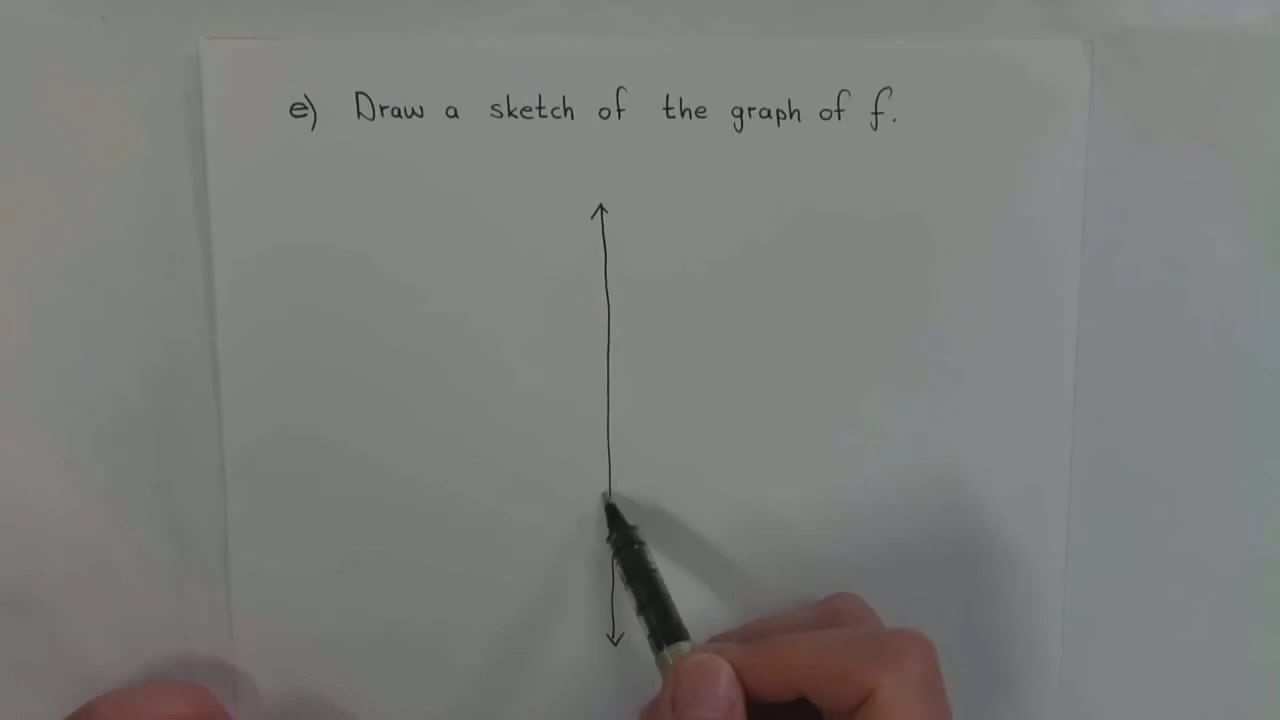 e) Draw a sketch of the graph of f.